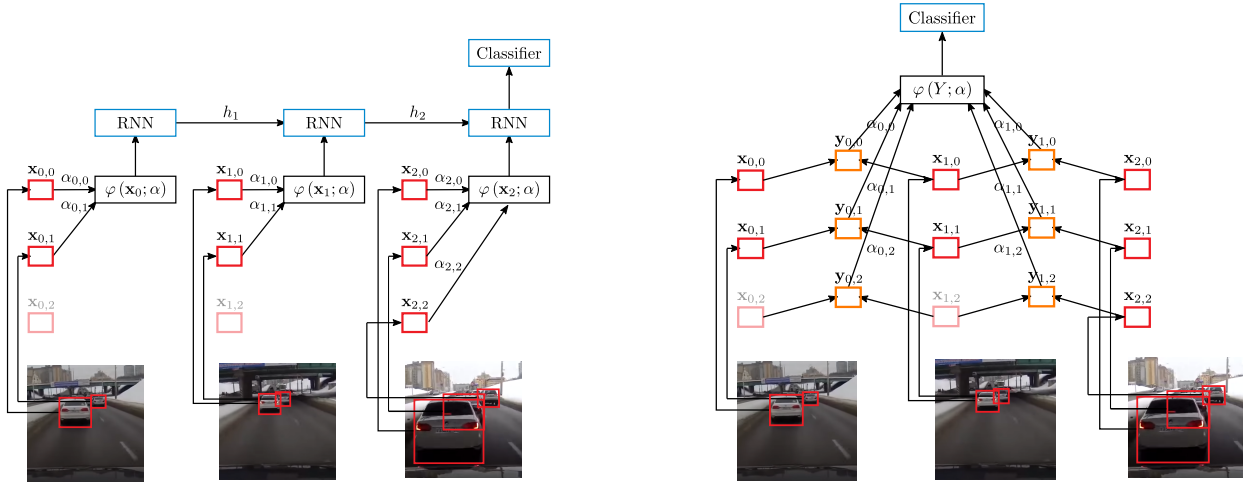 Classifier
RNN
h₁
RNN
h₂
RNN
x₀,₀
α₀,₀
φ (x₀; α)
x₁,₀
α₁,₀
φ (x₁; α)
x₂,₀
α₂,₀
φ (x₂; α)
α₀,₁
α₁,₁
α₂,₁
x₀,₁
x₁,₁
x₂,₁
α₂,₂
x₀,₂
x₁,₂
x₂,₂
Classifier
φ (Y; α)
α₀,₀
α₁,₀
x₀,₀
y₀,₀
x₁,₀
y₁,₀
x₂,₀
α₀,₁
α₁,₁
x₀,₁
y₀,₁
x₁,₁
y₁,₁
x₂,₁
α₀,₂
α₁,₂
x₀,₂
y₀,₂
x₁,₂
y₁,₂
x₂,₂